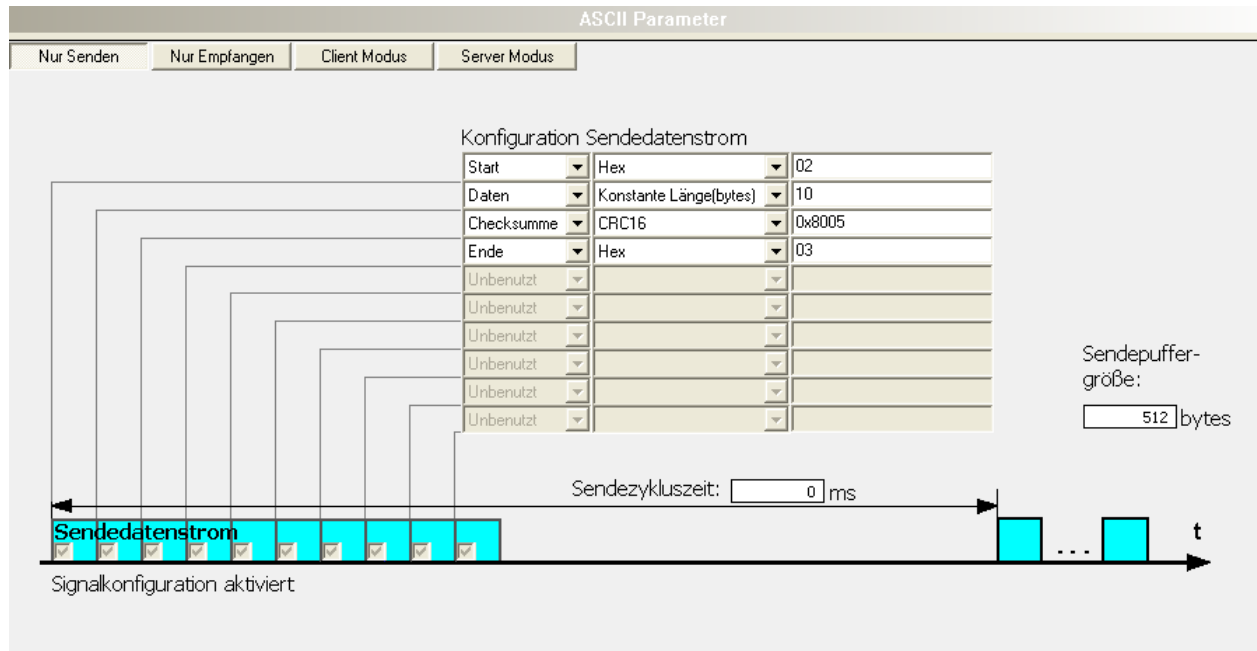 ASCII Parameter
Nur Senden Nur Empfangen Client Modus Server Modus
Konfiguration Sendedatenstrom
Start Hex 02
Daten Konstante Länge(bytes) 10
Checksumme CRC16 0x8005
Ende Hex 03
Unbenutzt
Unbenutzt
Unbenutzt
Unbenutzt
Unbenutzt
Unbenutzt
Sendepuffer-
größe:
512 bytes
Sendezykluszeit: 0 ms
Sendedatenstrom
t
...
Signalkonfiguration aktiviert